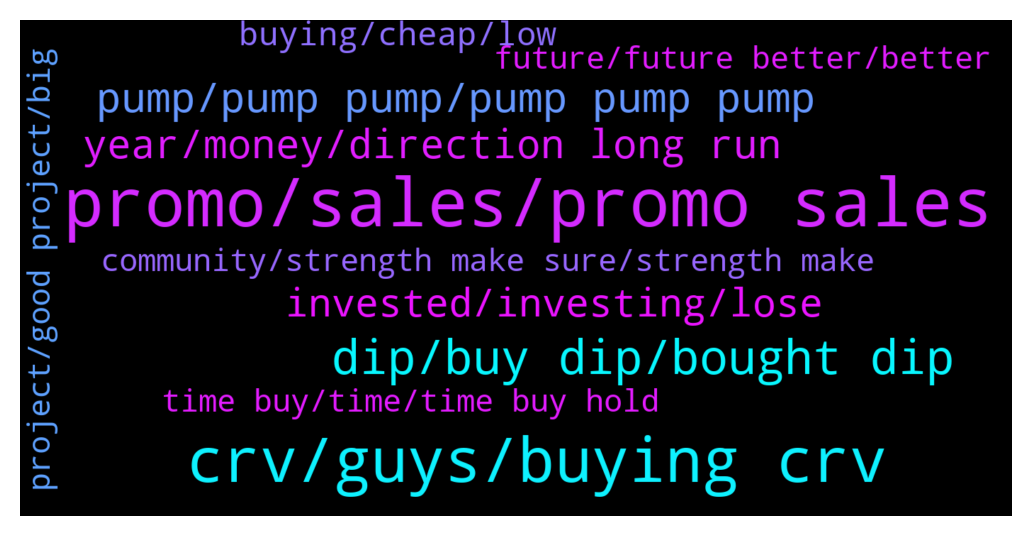 buying/cheap/low
future/future better/better
pump/pump pump/pump pump pump
year/money/direction long run
promo/sales/promo sales
community/strength make sure/strength make
invested/investing/lose
dip/buy dip/bought dip
time buy/time/time buy hold
crv/guys/buying crv
project/good project/big